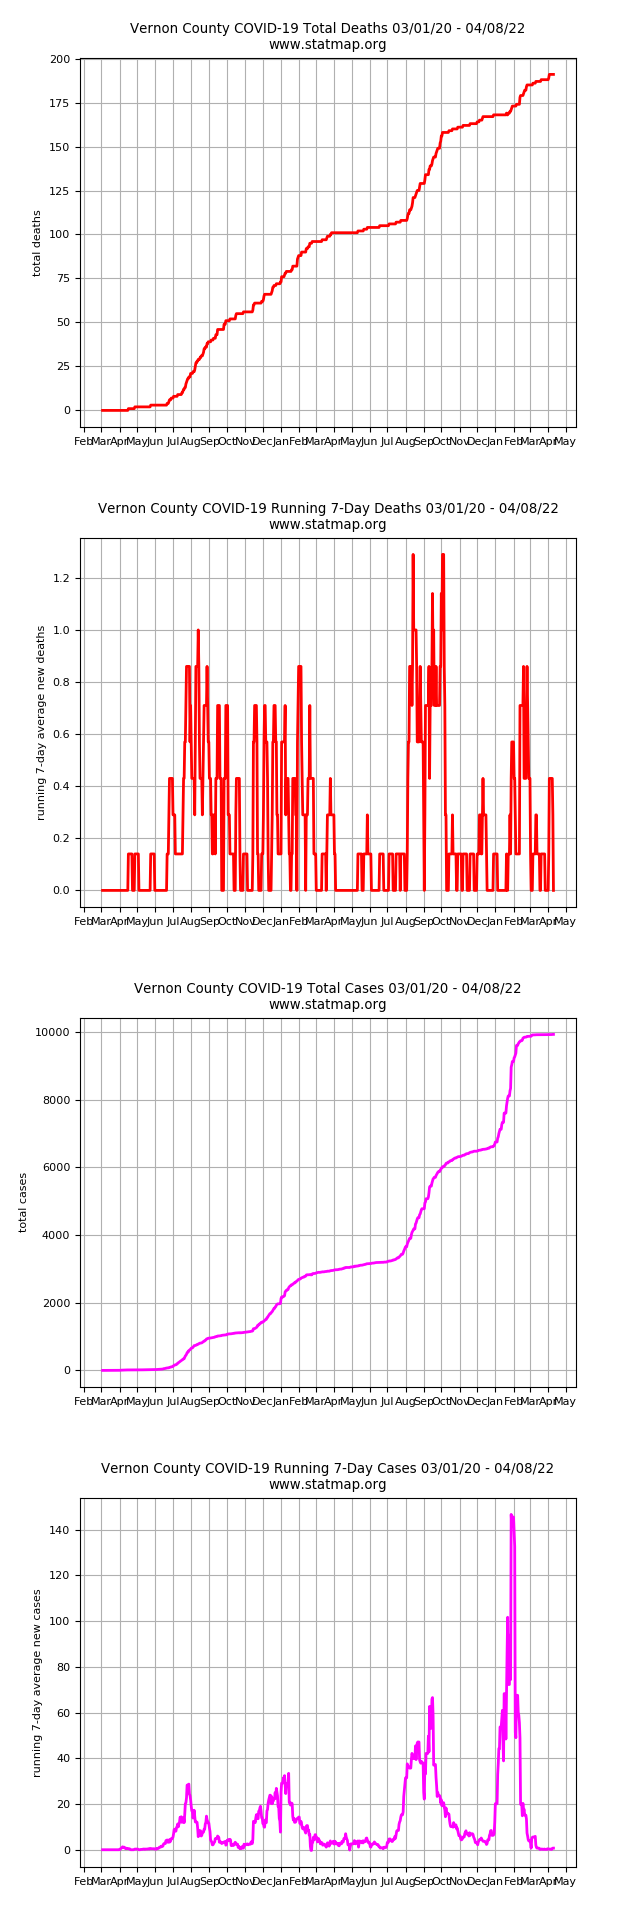 Vernon County COVID-19 Total Deaths 03/01/20 - 04/08/22
www.statmap.org
200
175
150
125
100
75
50
25
0
total deaths
Feb Mar Apr May Jun Jul Aug Sep Oct Nov Dec Jan Feb Mar Apr May Jun Jul Aug Sep Oct Nov Dec Jan Feb Mar Apr May
Vernon County COVID-19 Running 7-Day Deaths 03/01/20 - 04/08/22
www.statmap.org
1.2
1.0
0.8
0.6
0.4
0.2
0.0
running 7-day average new deaths
Feb Mar Apr May Jun Jul Aug Sep Oct Nov Dec Jan Feb Mar Apr May Jun Jul Aug Sep Oct Nov Dec Jan Feb Mar Apr May
Vernon County COVID-19 Total Cases 03/01/20 - 04/08/22
www.statmap.org
10000
8000
6000
4000
2000
0
total cases
Feb Mar Apr May Jun Jul Aug Sep Oct Nov Dec Jan Feb Mar Apr May Jun Jul Aug Sep Oct Nov Dec Jan Feb Mar Apr May
Vernon County COVID-19 Running 7-Day Cases 03/01/20 - 04/08/22
www.statmap.org
140
120
100
80
60
40
20
0
running 7-day average new cases
Feb Mar Apr May Jun Jul Aug Sep Oct Nov Dec Jan Feb Mar Apr May Jun Jul Aug Sep Oct Nov Dec Jan Feb Mar Apr May